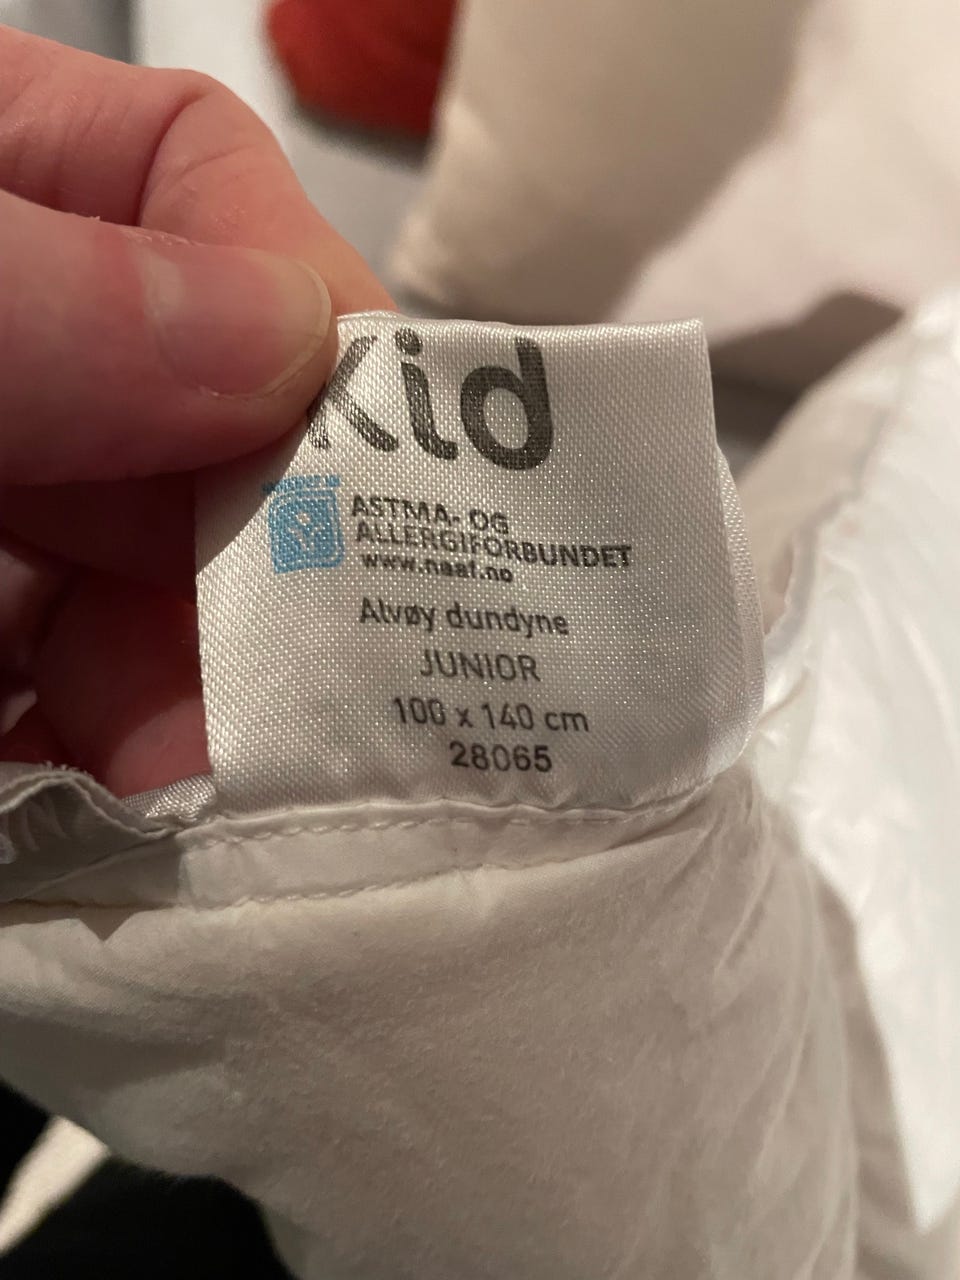 Kid
ASTMA- OG
ALLERGIFORBUNDET
www.naaf.no
Alvøy dundyne
JUNIOR
100 x 140 cm
28065